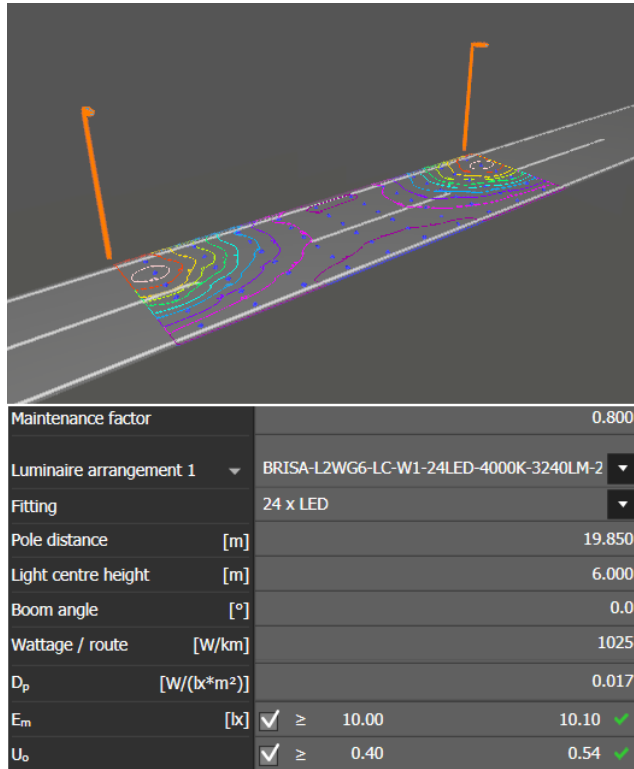 Maintenance factor 0.800
Luminaire arrangement 1 BRISA-L2WG6-LC-W1-24LED-4000K-3240LM-2
Fitting 24 x LED
Pole distance [m] 19.850
Light centre height [m] 6.000
Boom angle [°] 0.0
Wattage / route [W/km] 1025
Dₚ [W/(lx*m²)] 0.017
Eₘ [lx] ≥ 10.00 10.10
Uₒ ≥ 0.40 0.54